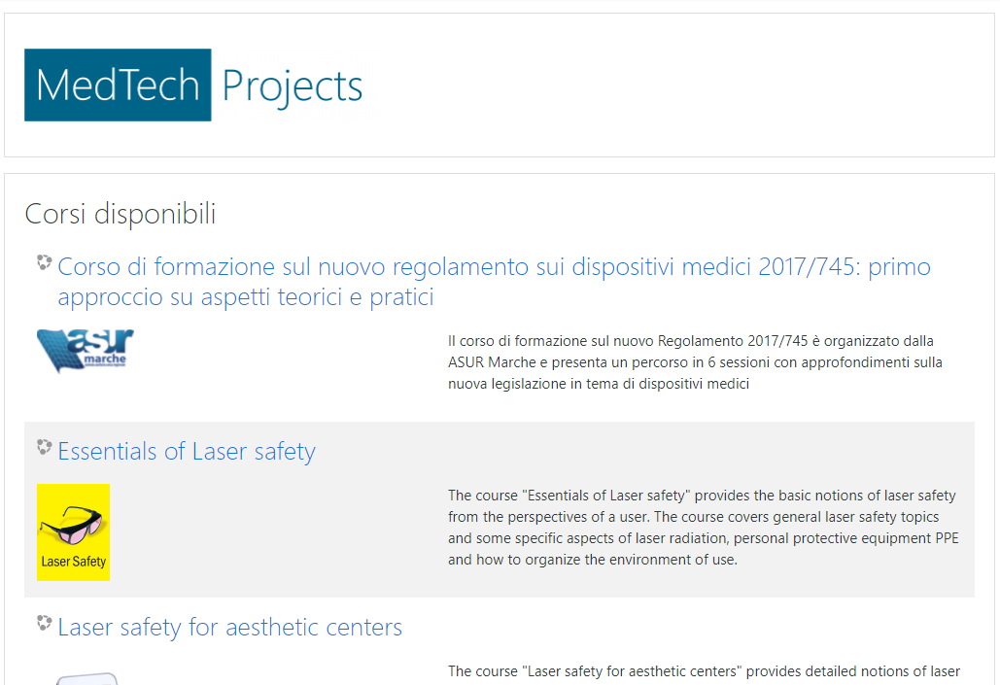 MedTech Projects
Corsi disponibili
Corso di formazione sul nuovo regolamento sui dispositivi medici 2017/745: primo
approccio su aspetti teorici e pratici
asur
marche
Il corso di formazione sul nuovo Regolamento 2017/745 è organizzato dalla
ASUR Marche e presenta un percorso in 6 sessioni con approfondimenti sulla
nuova legislazione in tema di dispositivi medici
Essentials of Laser safety
Laser Safety
The course "Essentials of Laser safety" provides the basic notions of laser safety
from the perspectives of a user. The course covers general laser safety topics
and some specific aspects of laser radiation, personal protective equipment PPE
and how to organize the environment of use.
Laser safety for aesthetic centers
The course "Laser safety for aesthetic centers" provides detailed notions of laser